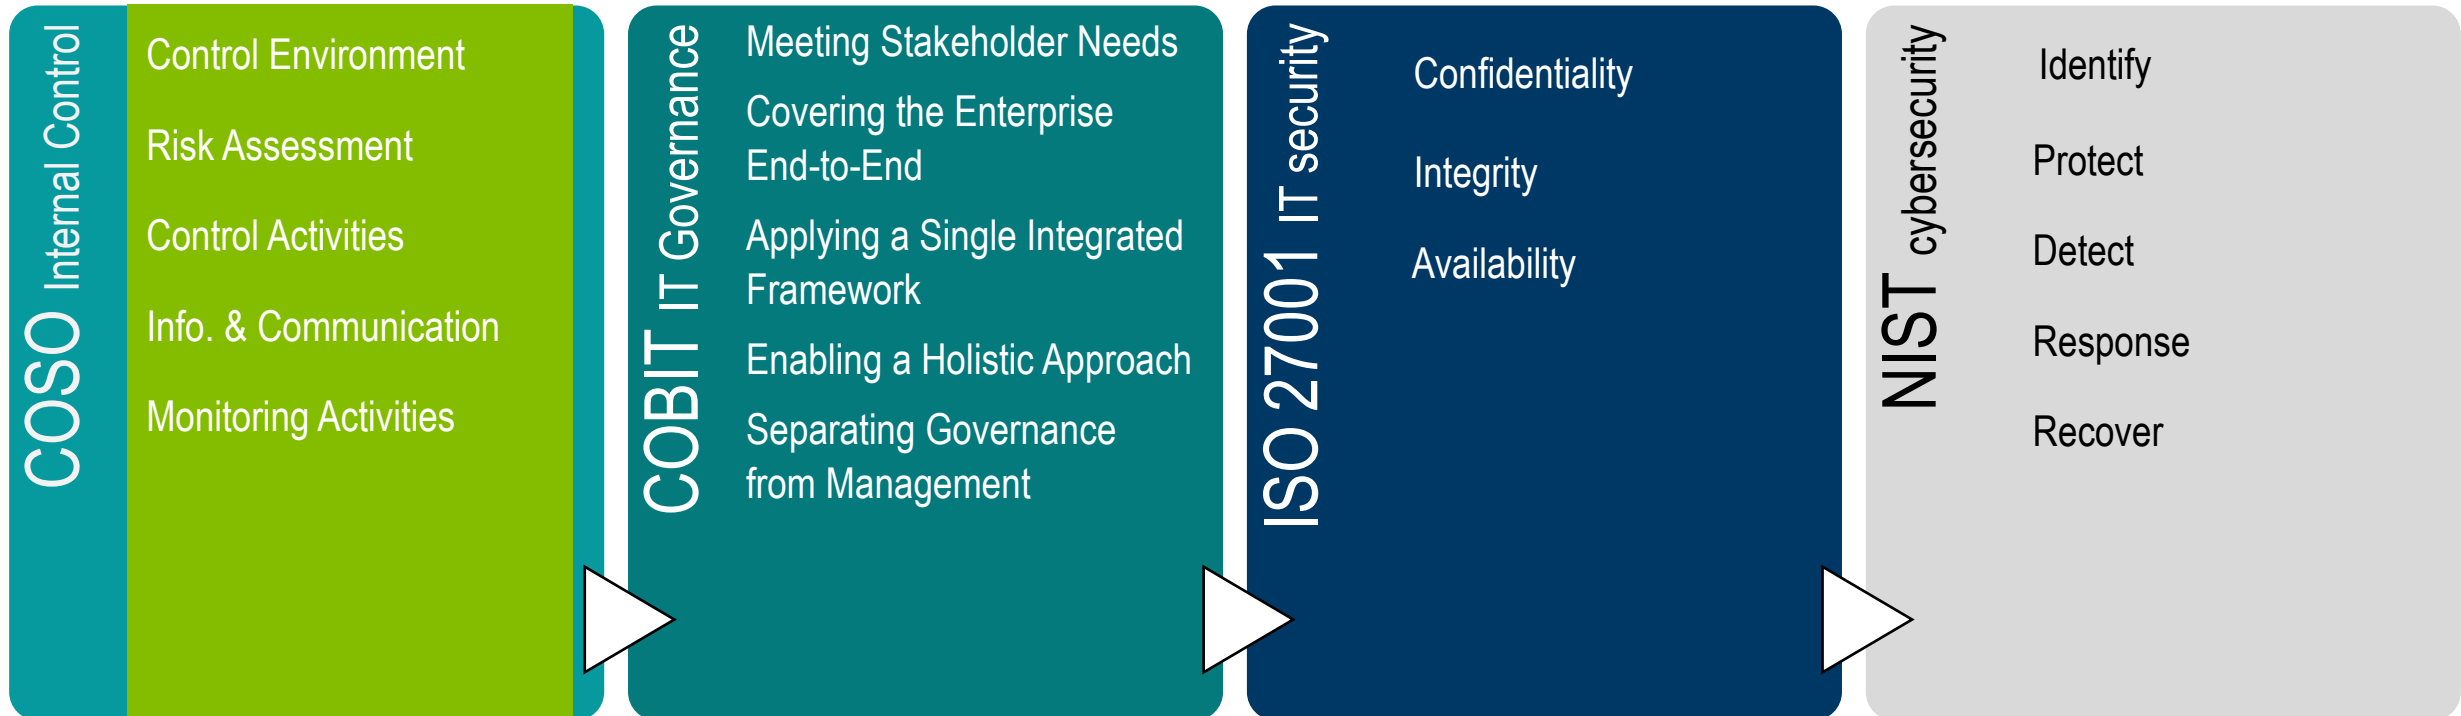 COSO Internal Control
Control Environment
Risk Assessment
Control Activities
Info. & Communication
Monitoring Activities
COBIT IT Governance
Meeting Stakeholder Needs
Covering the Enterprise
End-to-End
Applying a Single Integrated
Framework
Enabling a Holistic Approach
Separating Governance
from Management
ISO 27001 IT security
Confidentiality
Integrity
Availability
NIST cybersecurity
Identify
Protect
Detect
Response
Recover